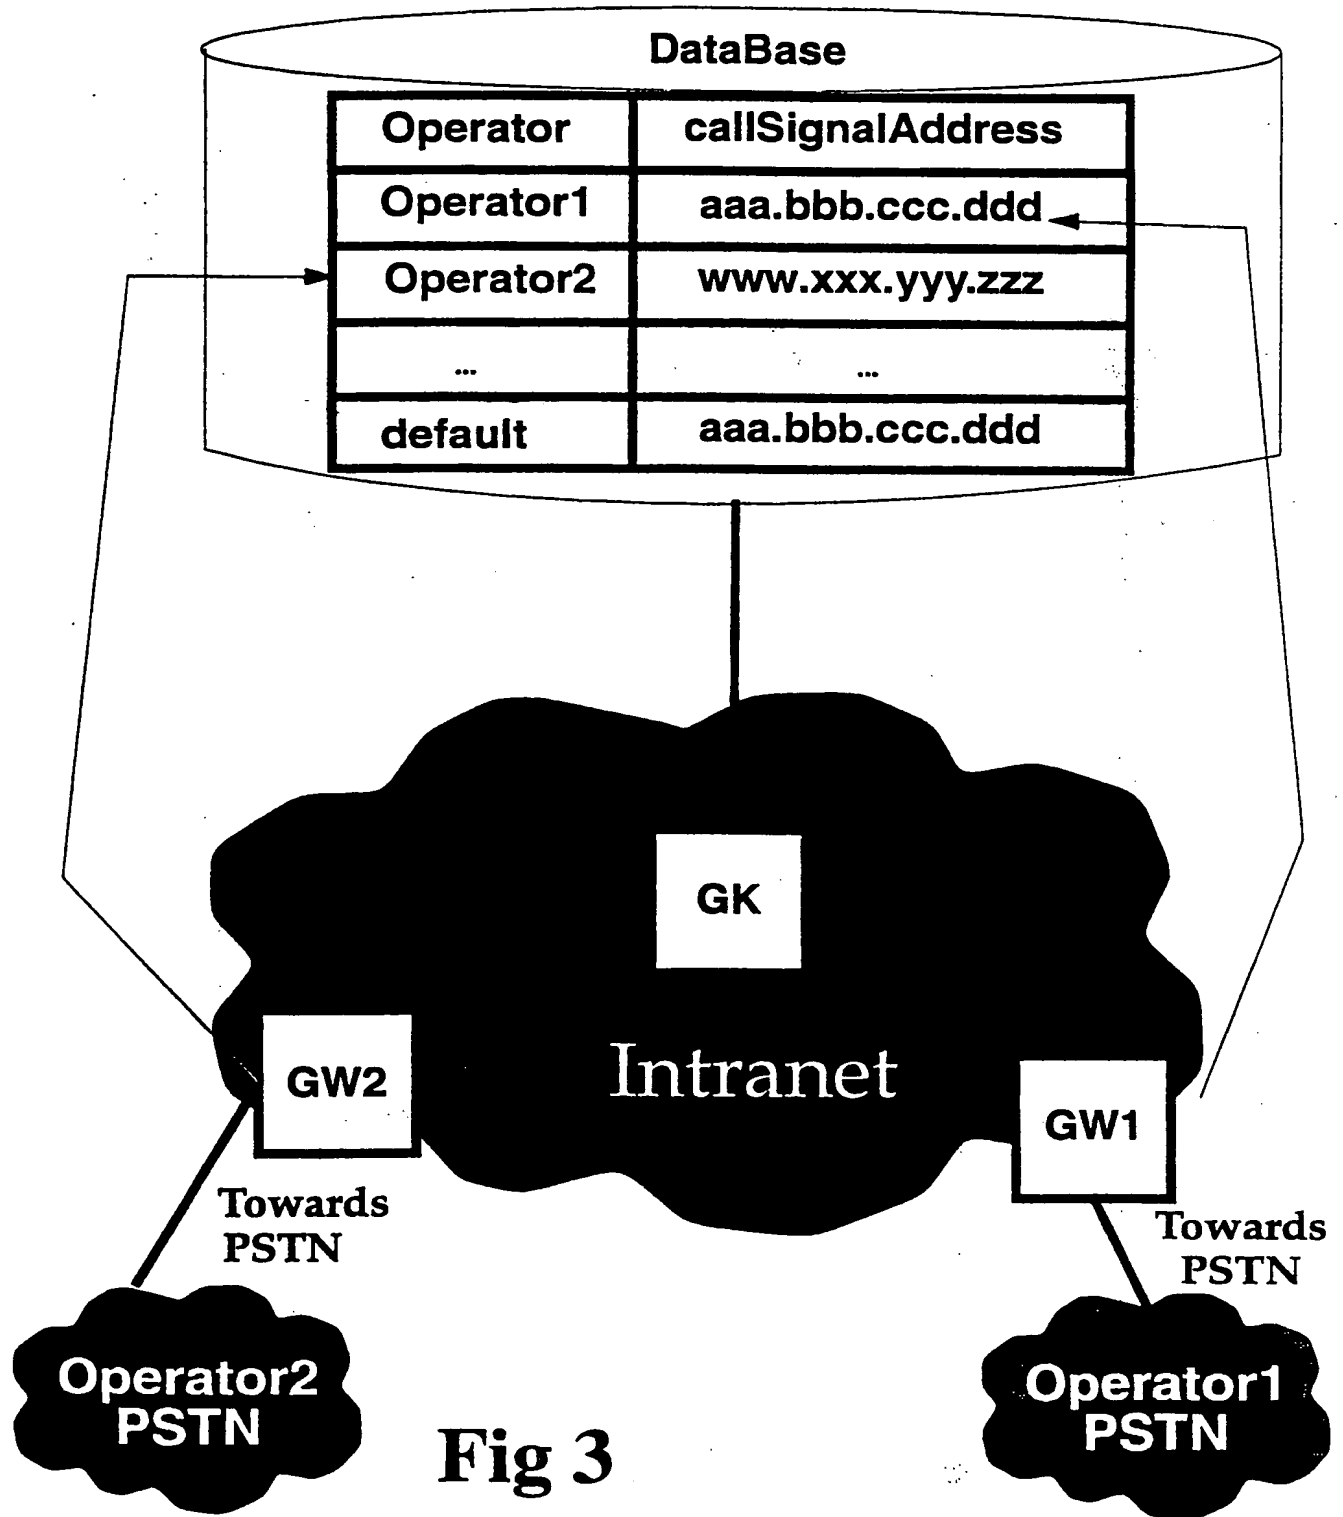 DataBase
Operator callSignalAddress
Operator1 aaa.bbb.ccc.ddd
Operator2 www.xxx.yyy.zzz
... ...
default aaa.bbb.ccc.ddd
GK
Intranet
GW2
GW1
Towards
PSTN
Towards
PSTN
Operator2
PSTN
Operator1
PSTN
Fig 3